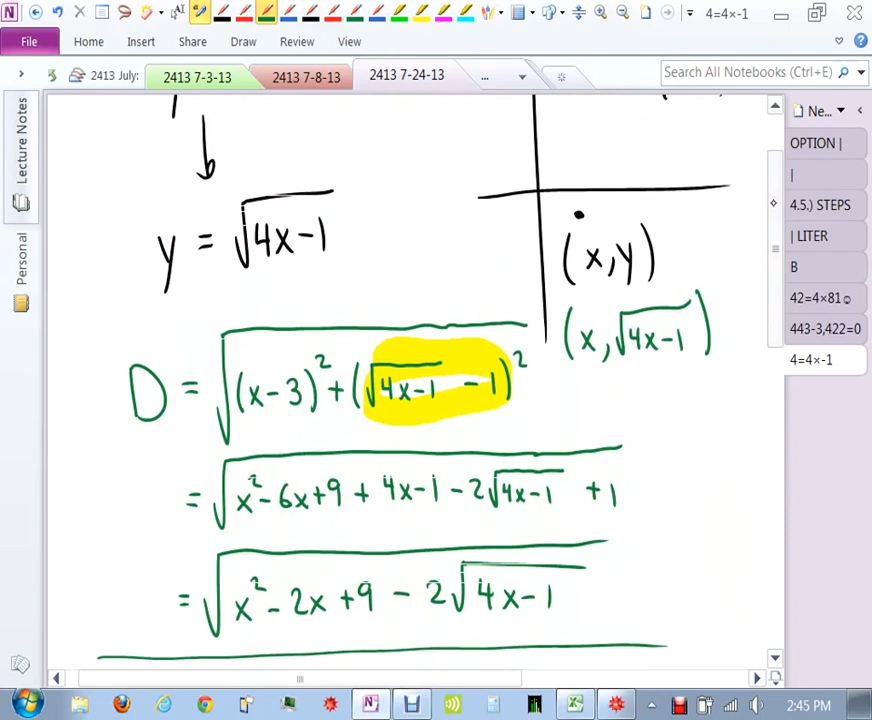 4=4×-1
File
Home
Insert
Share
Draw
Review
View
2413 July:
2413 7-3-13
2413 7-8-13
2413 7-24-13
...
Search All Notebooks (Ctrl+E)
Lecture Notes
Personal
Ne...
OPTION |
|
4.5.) STEPS
| LITER
B
42=4×81☺
443-3,422=0
4=4×-1
y = √(4x-1)
(x,y)
(x, √(4x-1))
D = √((x-3)² + (√(4x-1) - 1)²)
= √(x² - 6x + 9 + 4x - 1 - 2√(4x-1) + 1)
= √(x² - 2x + 9 - 2√(4x-1))
2:45 PM